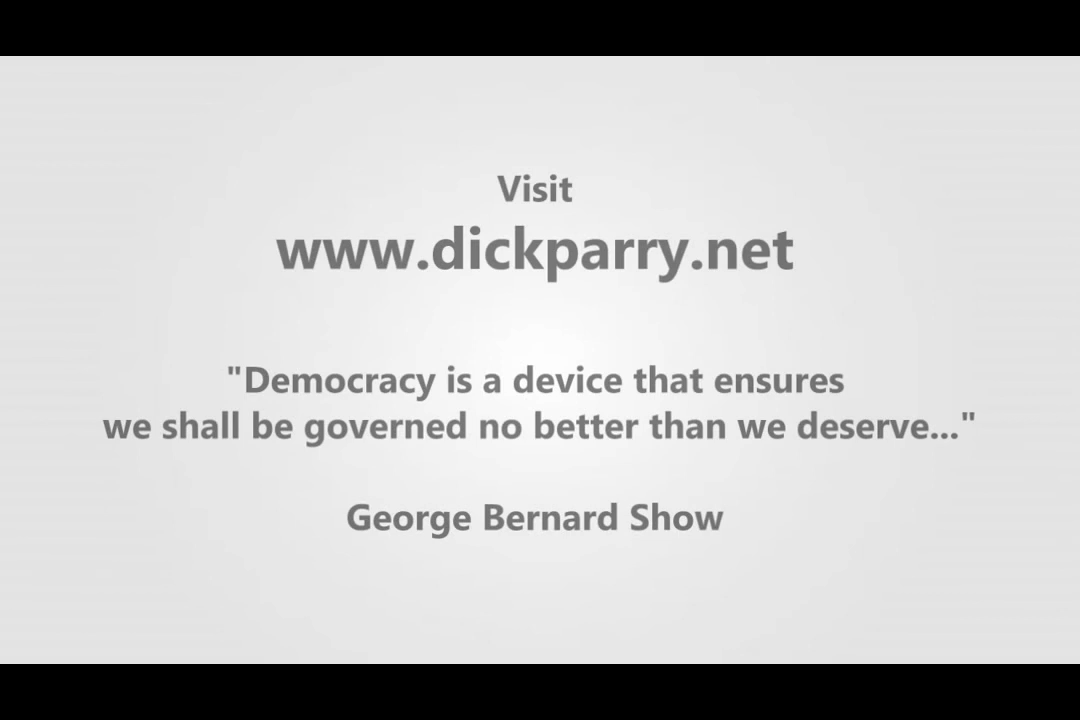 Visit
www.dickparry.net
"Democracy is a device that ensures
we shall be governed no better than we deserve..."
George Bernard Show